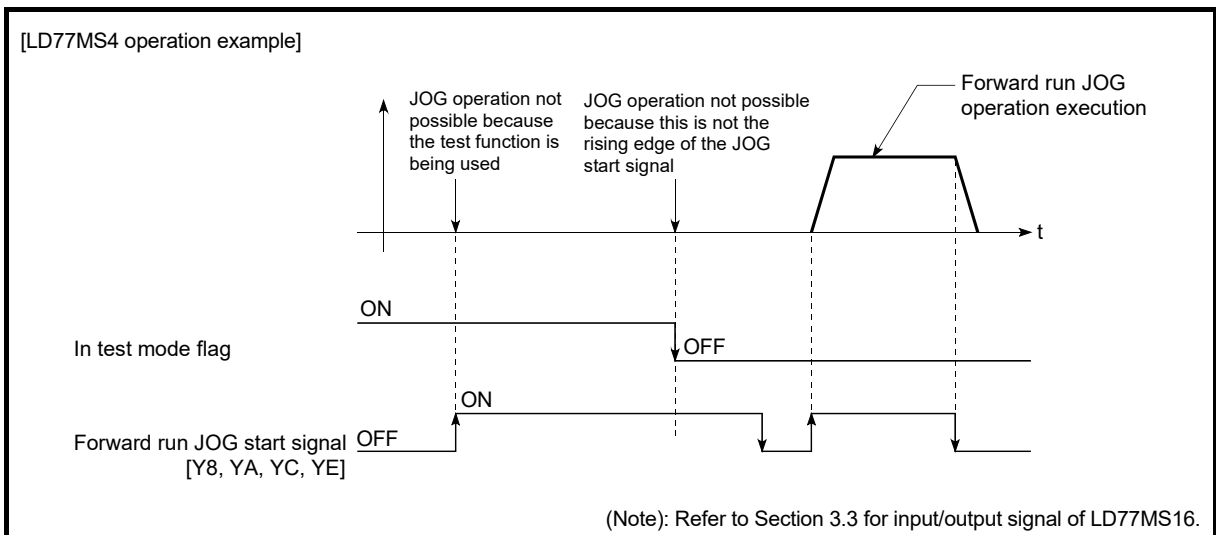 [LD77MS4 operation example]
JOG operation not
possible because
the test function is
being used
JOG operation not possible
because this is not the
rising edge of the JOG
start signal
Forward run JOG
operation execution
t
ON
In test mode flag
OFF
ON
Forward run JOG start signal
[Y8, YA, YC, YE]
OFF
(Note): Refer to Section 3.3 for input/output signal of LD77MS16.